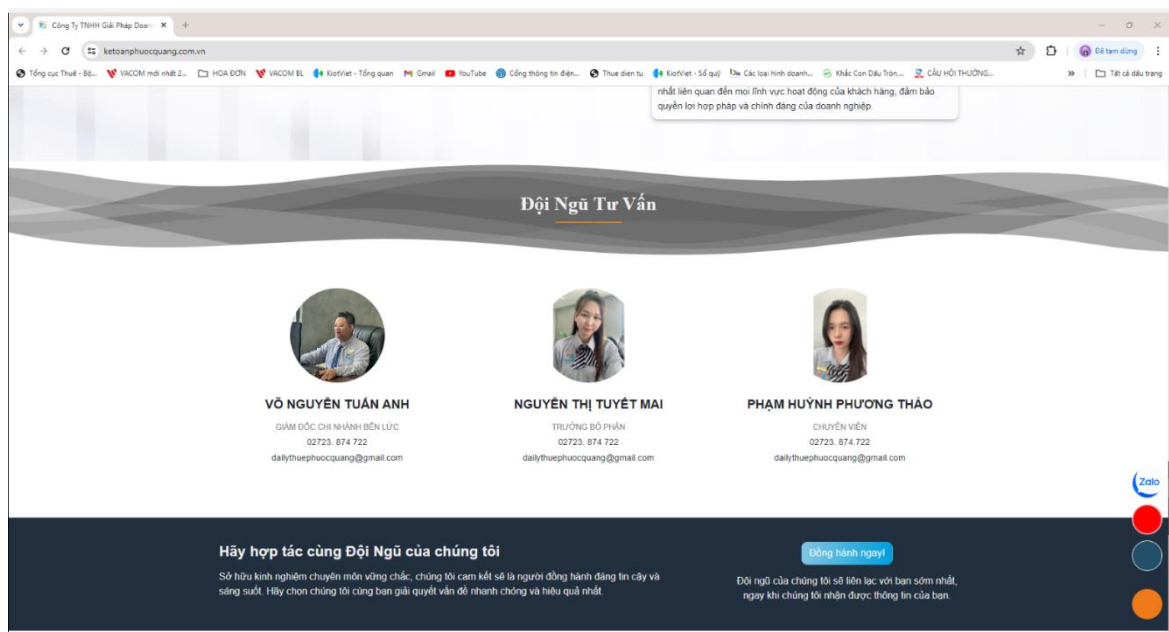 Công Ty TNHH Giải Pháp Doan
ketoanphuocquang.com.vn
Đã tạm dừng
Tổng cục Thuế - Bộ... VACOM mới nhất 2... HOA ĐƠN VACOM BL KiotViet - Tổng quan Gmail YouTube Cổng thông tin điện... Thue dien tu KiotViet - Sổ quỹ Các loại hình doanh... Khắc Con Dấu Tròn,... CÂU HỎI THƯỜNG... » Tất cả dấu trang
nhất liên quan đến mọi lĩnh vực hoạt động của khách hàng, đảm bảo
quyền lợi hợp pháp và chính đáng của doanh nghiệp.
Đội Ngũ Tư Vấn
VÕ NGUYÊN TUẤN ANH
GIÁM ĐỐC CHI NHÁNH BẾN LỨC
02723. 874 722
dailythuephuocquang@gmail.com
NGUYỄN THỊ TUYẾT MAI
TRƯỞNG BỘ PHẬN
02723. 874 722
dailythuephuocquang@gmail.com
PHẠM HUỲNH PHƯƠNG THẢO
CHUYÊN VIÊN
02723. 874.722
dailythuephuocquang@gmail.com
Zalo
Hãy hợp tác cùng Đội Ngũ của chúng tôi
Sở hữu kinh nghiệm chuyên môn vững chắc, chúng tôi cam kết sẽ là người đồng hành đáng tin cậy và
sáng suốt. Hãy chọn chúng tôi cùng bạn giải quyết vấn đề nhanh chóng và hiệu quả nhất.
Đồng hành ngay!
Đội ngũ của chúng tôi sẽ liên lạc với bạn sớm nhất,
ngay khi chúng tôi nhận được thông tin của bạn.